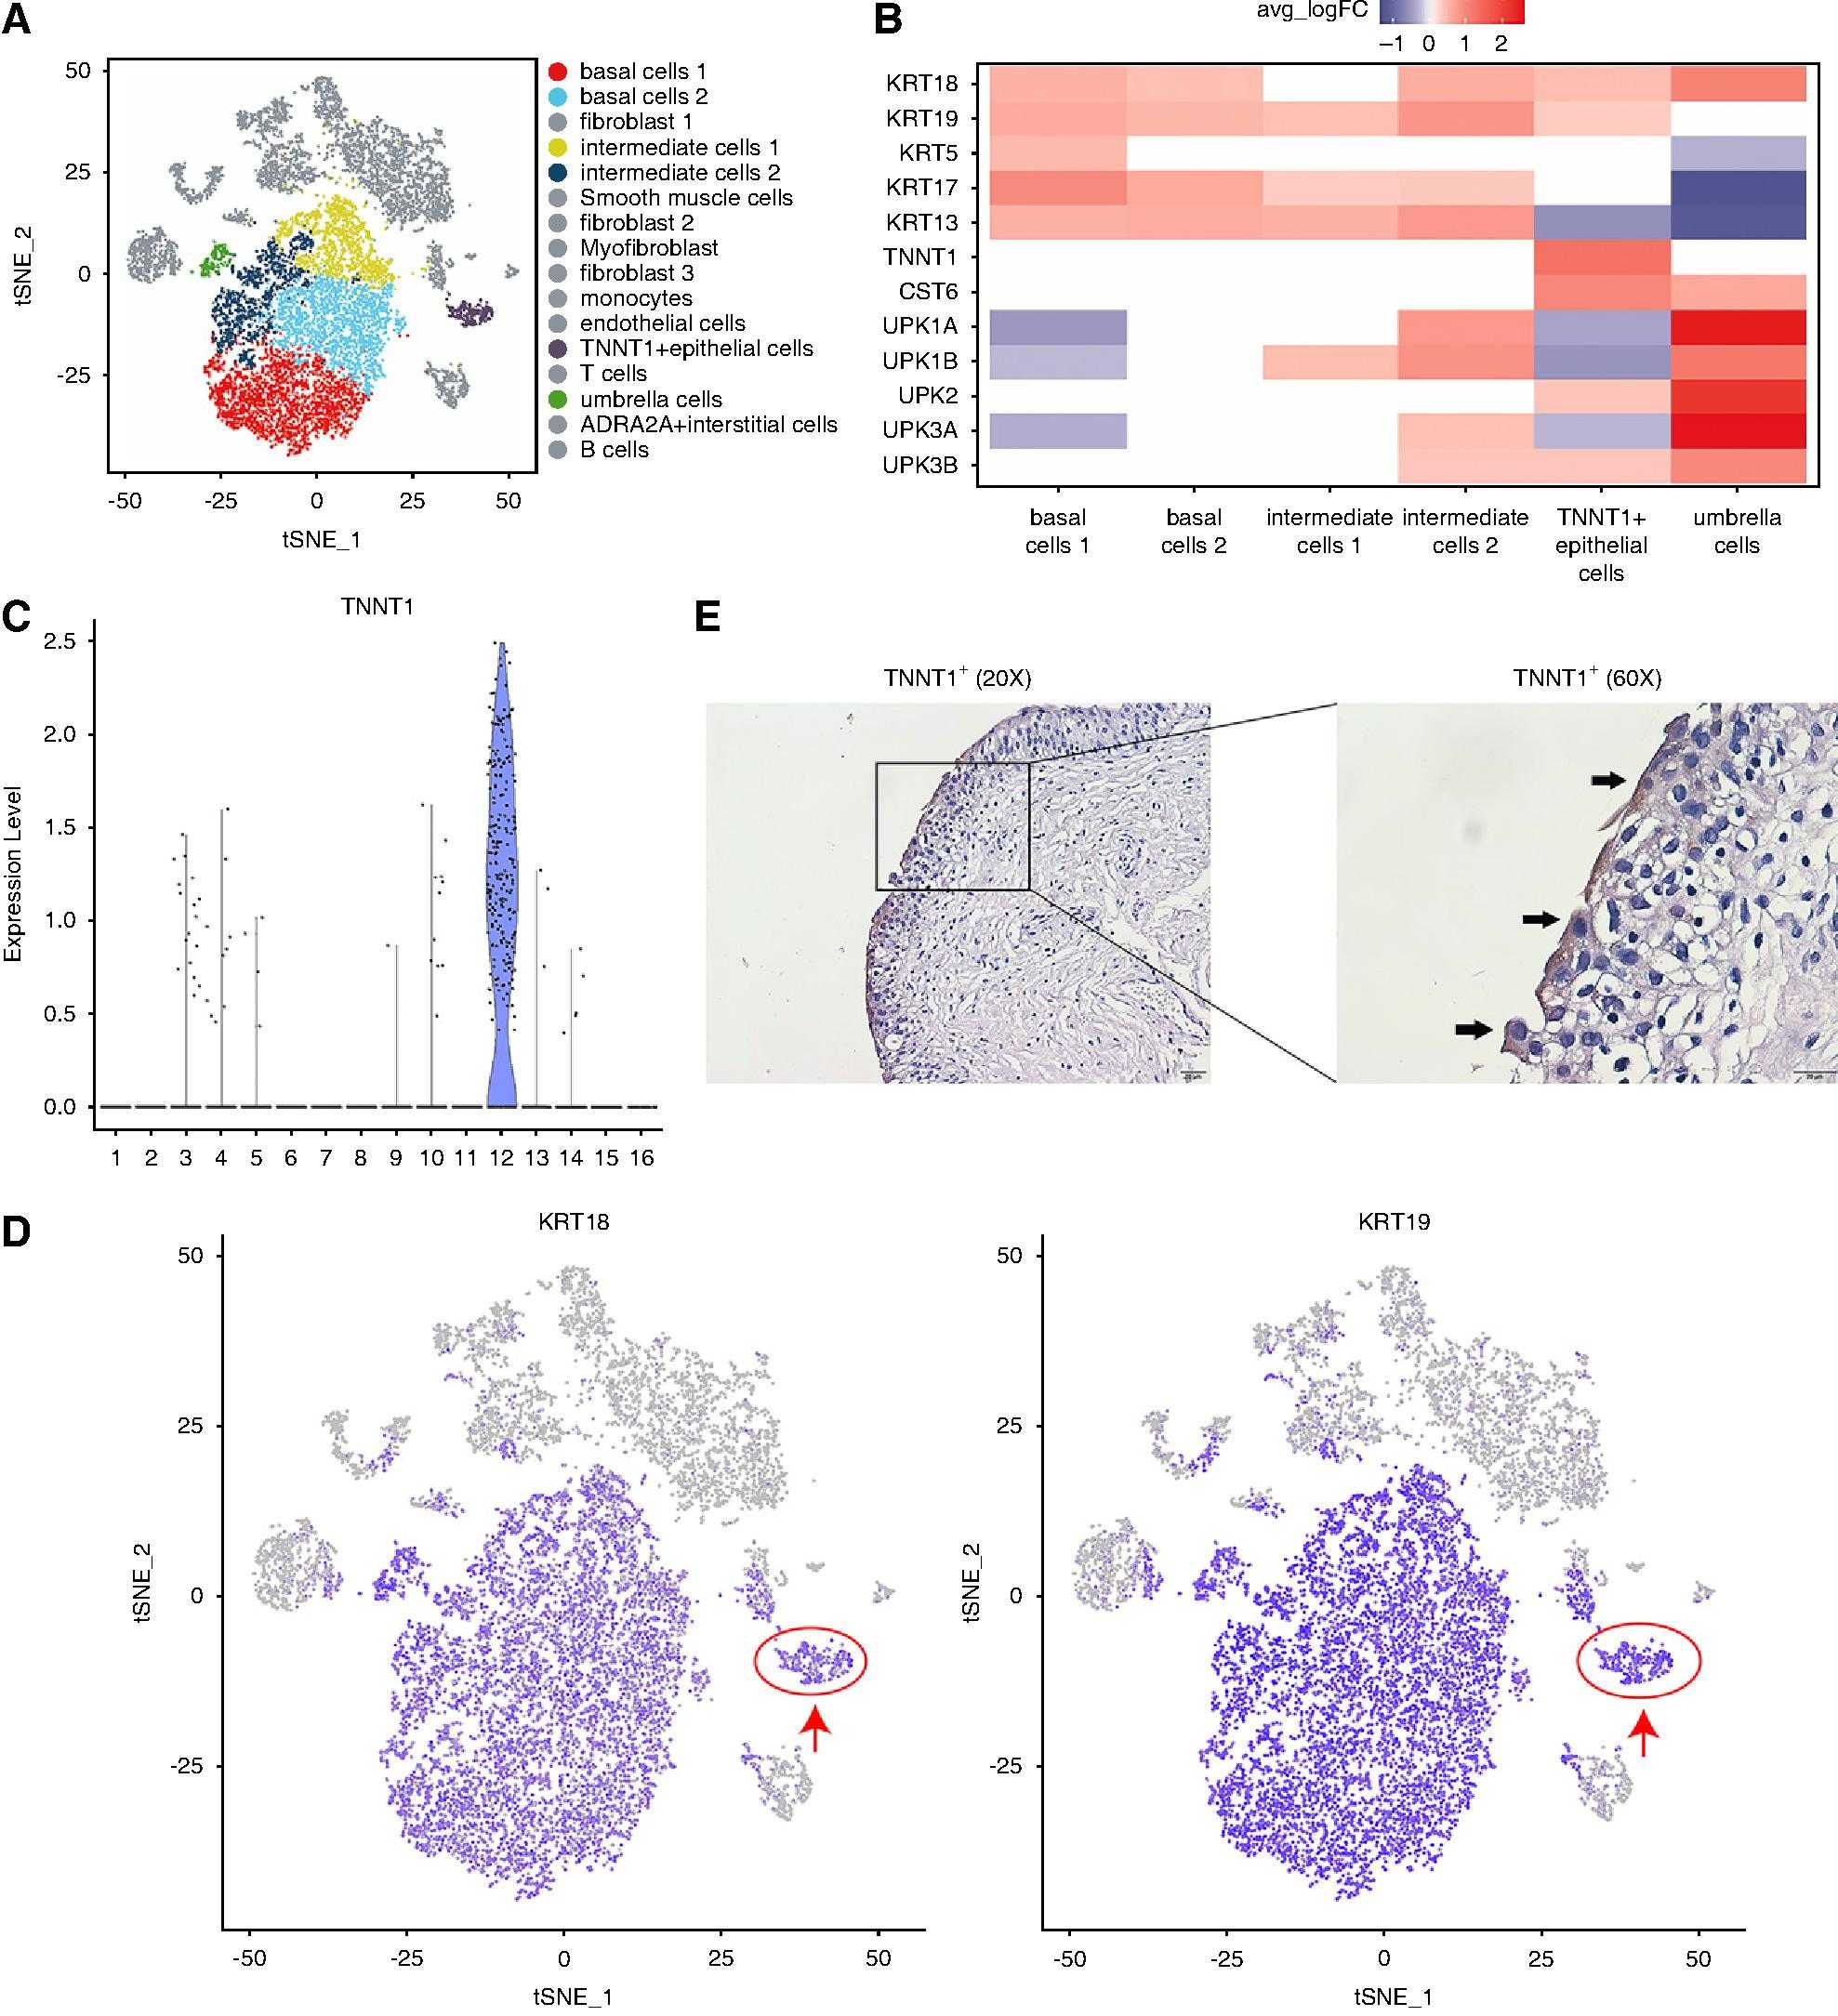 A
50
25
0
-25
tSNE_2
-50
-25
0
25
50
tSNE_1
basal cells 1
basal cells 2
fibroblast 1
intermediate cells 1
intermediate cells 2
Smooth muscle cells
fibroblast 2
Myofibroblast
fibroblast 3
monocytes
endothelial cells
TNNT1+epithelial cells
T cells
umbrella cells
ADRA2A+interstitial cells
B cells
B
avg_logFC
−1 0 1 2
KRT18
KRT19
KRT5
KRT17
KRT13
TNNT1
CST6
UPK1A
UPK1B
UPK2
UPK3A
UPK3B
basal
cells 1
basal
cells 2
intermediate
cells 1
intermediate
cells 2
TNNT1+
epithelial
cells
umbrella
cells
C
TNNT1
Expression Level
2.5
2.0
1.5
1.0
0.5
0.0
1 2 3 4 5 6 7 8 9 10 11 12 13 14 15 16
E
TNNT1+ (20X)
TNNT1+ (60X)
D
KRT18
50
25
0
-25
tSNE_2
-50 -25 0 25 50
tSNE_1
KRT19
50
25
0
-25
tSNE_2
-50 -25 0 25 50
tSNE_1